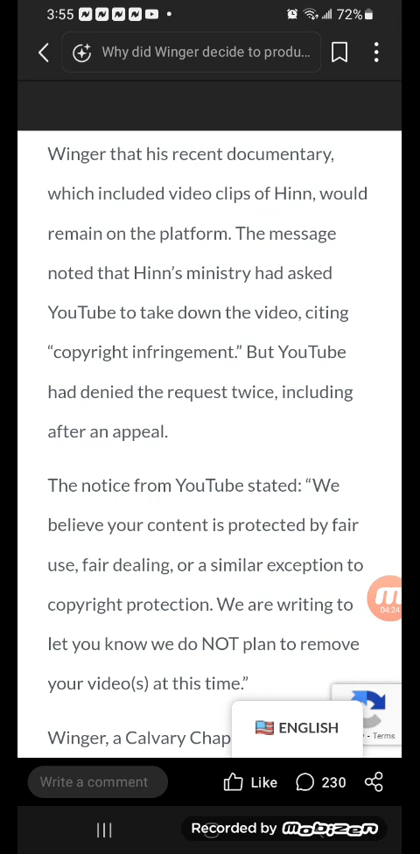 3:55
72%
Why did Winger decide to produ...
Winger that his recent documentary,
which included video clips of Hinn, would
remain on the platform. The message
noted that Hinn’s ministry had asked
YouTube to take down the video, citing
“copyright infringement.” But YouTube
had denied the request twice, including
after an appeal.
The notice from YouTube stated: “We
believe your content is protected by fair
use, fair dealing, or a similar exception to
copyright protection. We are writing to
04:24
let you know we do NOT plan to remove
your video(s) at this time.”
ENGLISH
- Terms
Winger, a Calvary Chap
Write a comment
Like
230
Recorded by mobizen